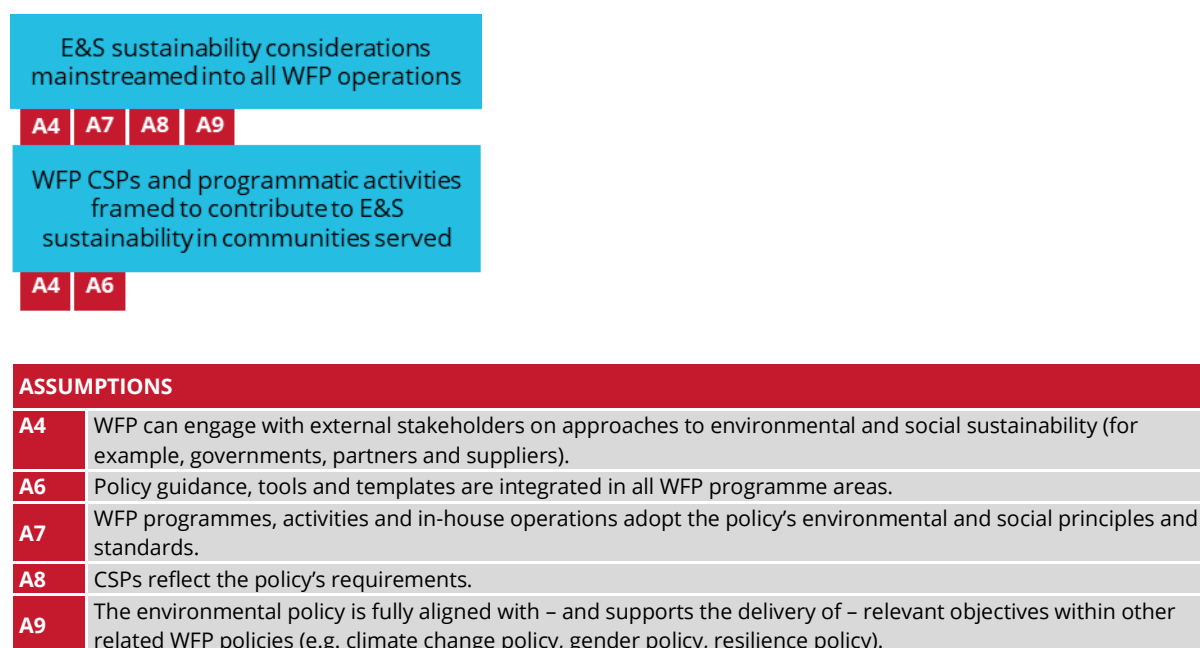 E&S sustainability considerations
mainstreamed into all WFP operations
A4 A7 A8 A9
WFP CSPs and programmatic activities
framed to contribute to E&S
sustainability in communities served
A4 A6
ASSUMPTIONS
A4 WFP can engage with external stakeholders on approaches to environmental and social sustainability (for
example, governments, partners and suppliers).
A6 Policy guidance, tools and templates are integrated in all WFP programme areas.
A7 WFP programmes, activities and in-house operations adopt the policy’s environmental and social principles and
standards.
A8 CSPs reflect the policy’s requirements.
A9 The environmental policy is fully aligned with – and supports the delivery of – relevant objectives within other
related WFP policies (e.g. climate change policy, gender policy, resilience policy).